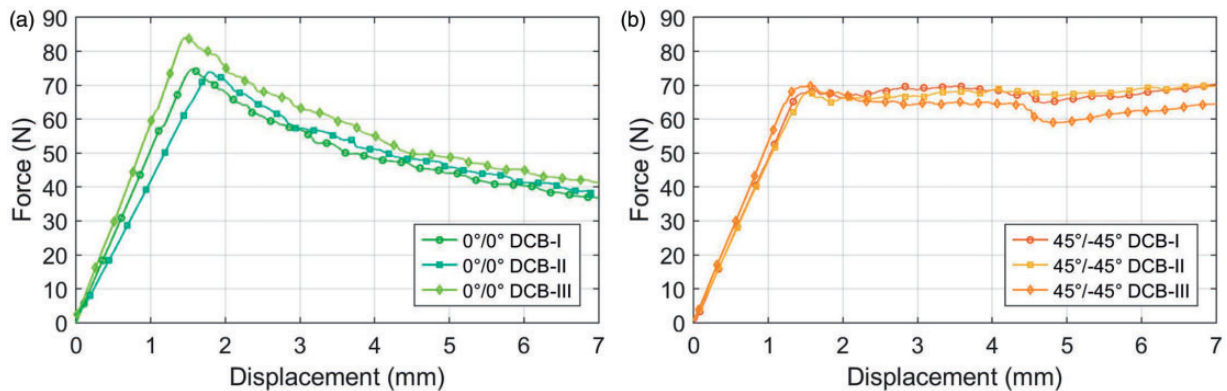 (a)
90
80
70
60
50
40
30
20
10
0
Force (N)
0°/0° DCB-I
0°/0° DCB-II
0°/0° DCB-III
0 1 2 3 4 5 6 7
Displacement (mm)
(b)
90
80
70
60
50
40
30
20
10
0
Force (N)
45°/-45° DCB-I
45°/-45° DCB-II
45°/-45° DCB-III
0 1 2 3 4 5 6 7
Displacement (mm)